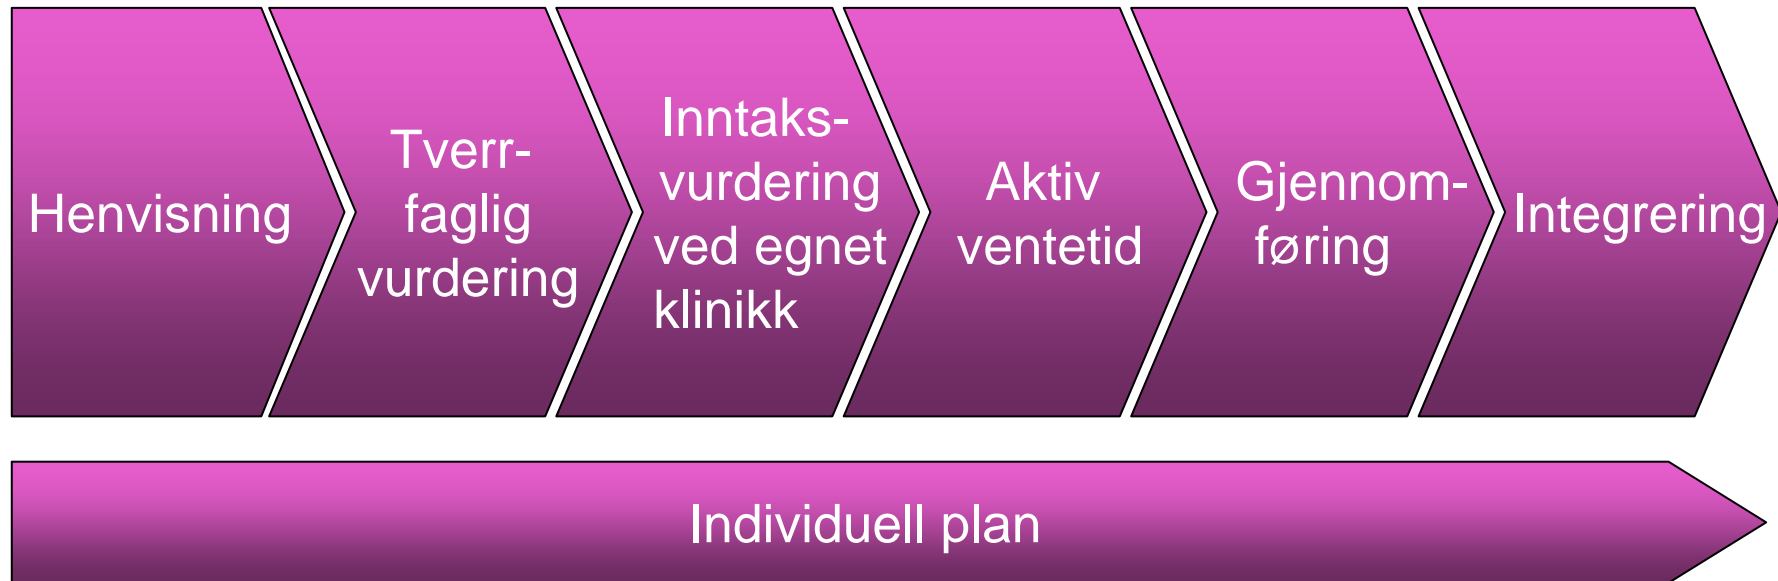 Henvisning
Tverr-
faglig
vurdering
Inntaks-
vurdering
ved egnet
klinikk
Aktiv
ventetid
Gjennom-
føring
Integrering
Individuell plan